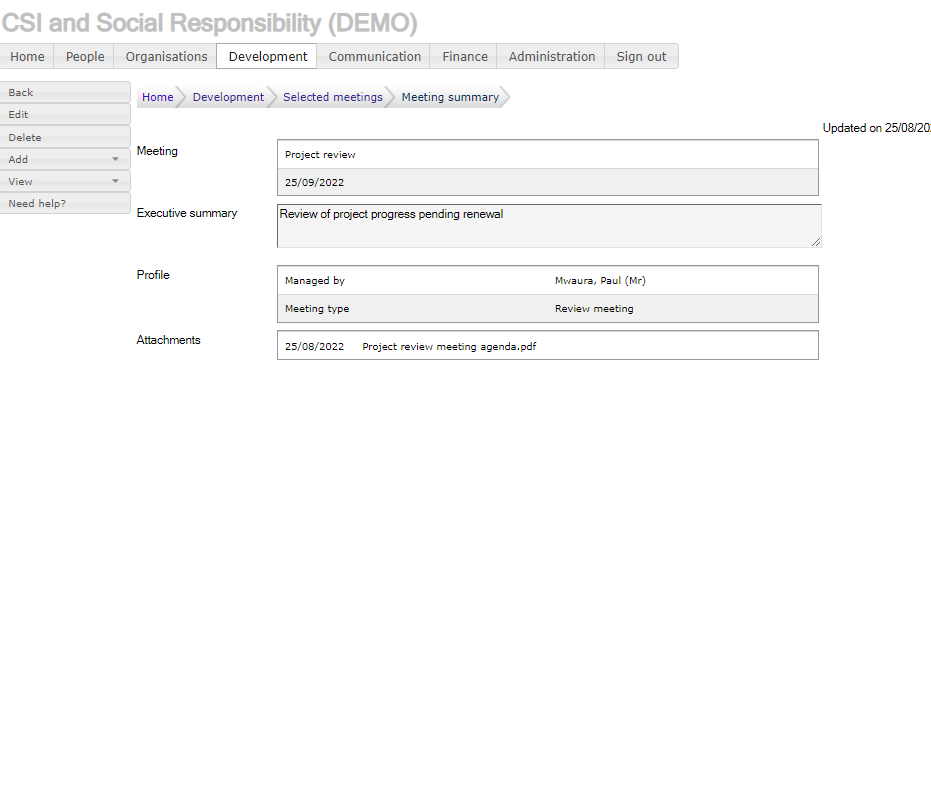 CSI and Social Responsibility (DEMO)
Home People Organisations Development Communication Finance Administration Sign out
Back
Edit
Delete
Add
View
Need help?
Home Development Selected meetings Meeting summary
Updated on 25/08/20
Meeting
Project review
25/09/2022
Executive summary
Review of project progress pending renewal
Profile
Managed by Mwaura, Paul (Mr)
Meeting type Review meeting
Attachments
25/08/2022 Project review meeting agenda.pdf